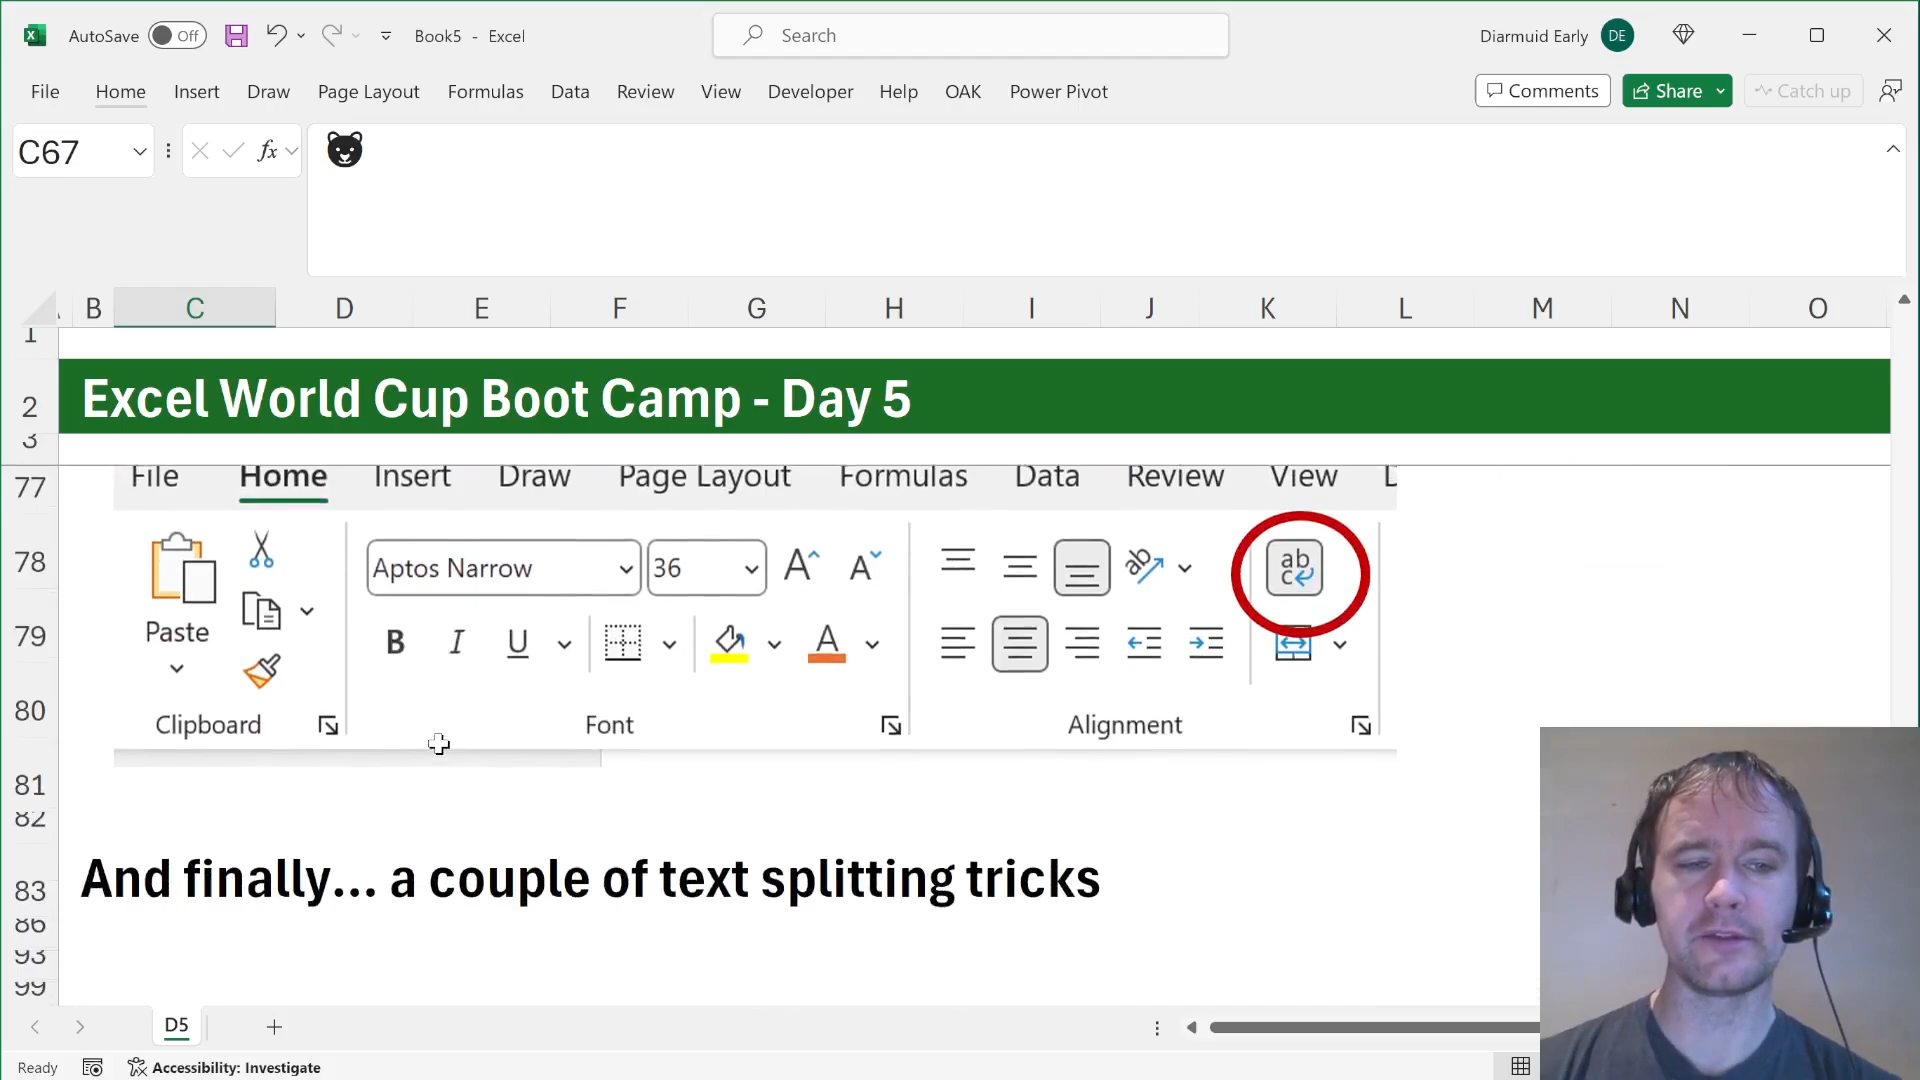 AutoSave Off Book5 - Excel Search Diarmuid Early DE
File Home Insert Draw Page Layout Formulas Data Review View Developer Help OAK Power Pivot Comments Share Catch up
C67 fx
B C D E F G H I J K L M N O
1
2 Excel World Cup Boot Camp - Day 5
3
77 File Home Insert Draw Page Layout Formulas Data Review View
78 Aptos Narrow 36 A A ab ab c
79 Paste B I U A
80 Clipboard Font Alignment
81
82
83 And finally... a couple of text splitting tricks
86
93
99
D5
Ready Accessibility: Investigate